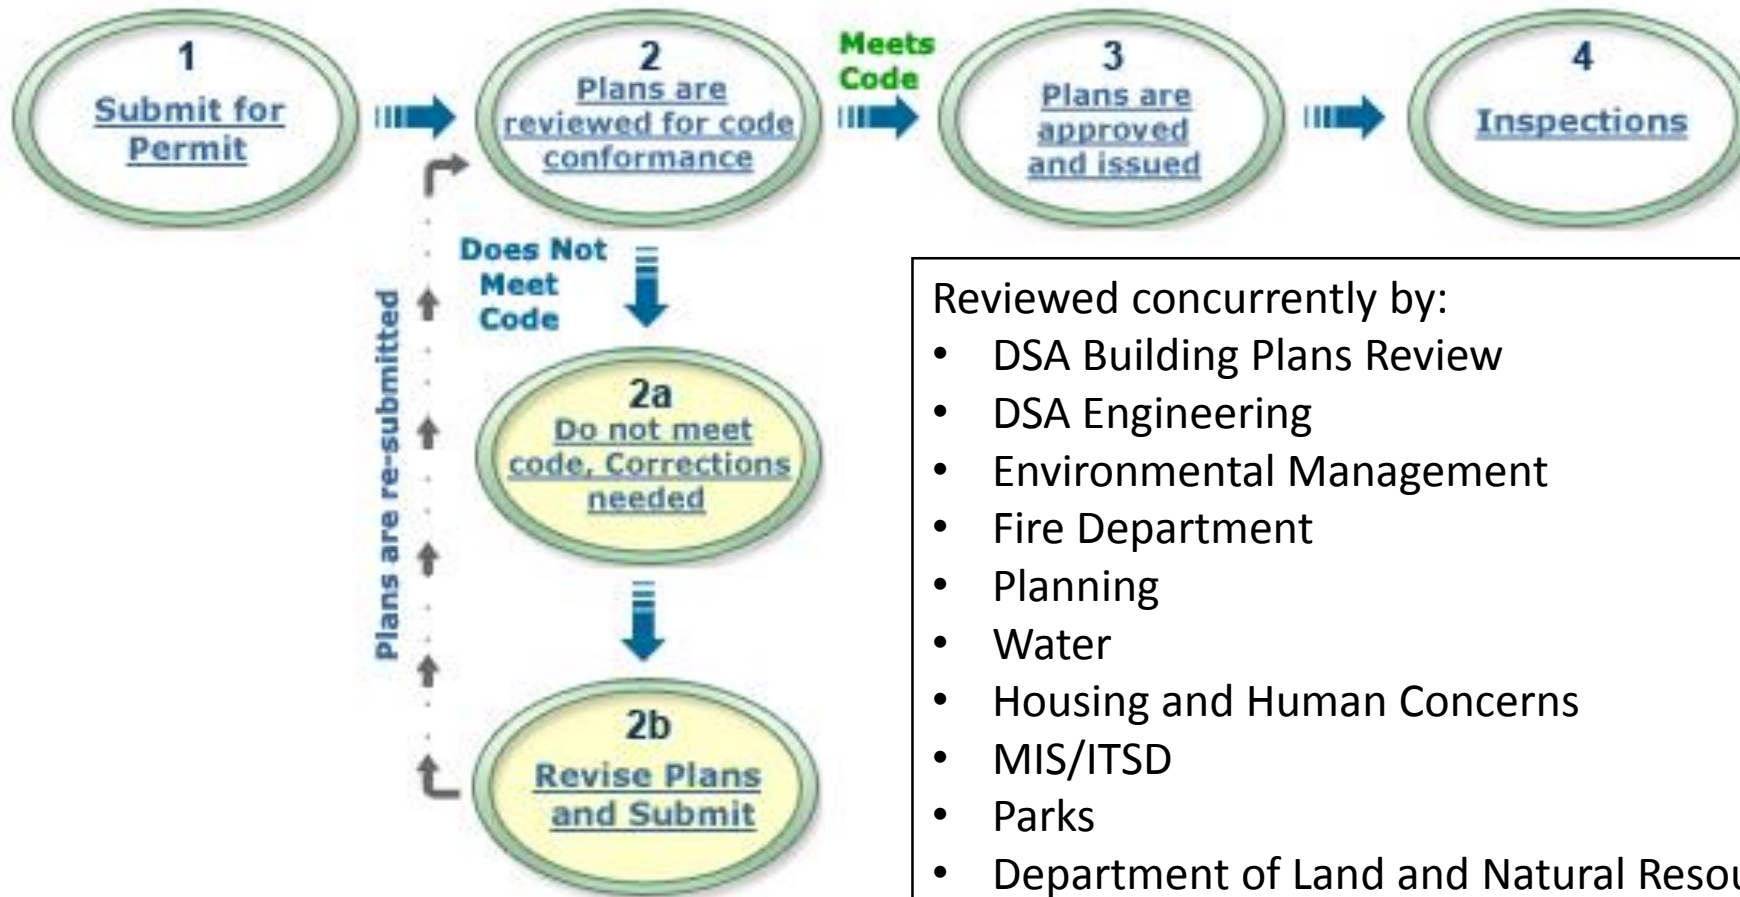 1
Submit for
Permit
2
Plans are
reviewed for code
conformance
Meets
Code
3
Plans are
approved
and issued
4
Inspections
Does Not
Meet
Code
Plans are re-submitted
2a
Do not meet
code, Corrections
needed
2b
Revise Plans
and Submit
Reviewed concurrently by:
• DSA Building Plans Review
• DSA Engineering
• Environmental Management
• Fire Department
• Planning
• Water
• Housing and Human Concerns
• MIS/ITSD
• Parks
• Department of Land and Natural